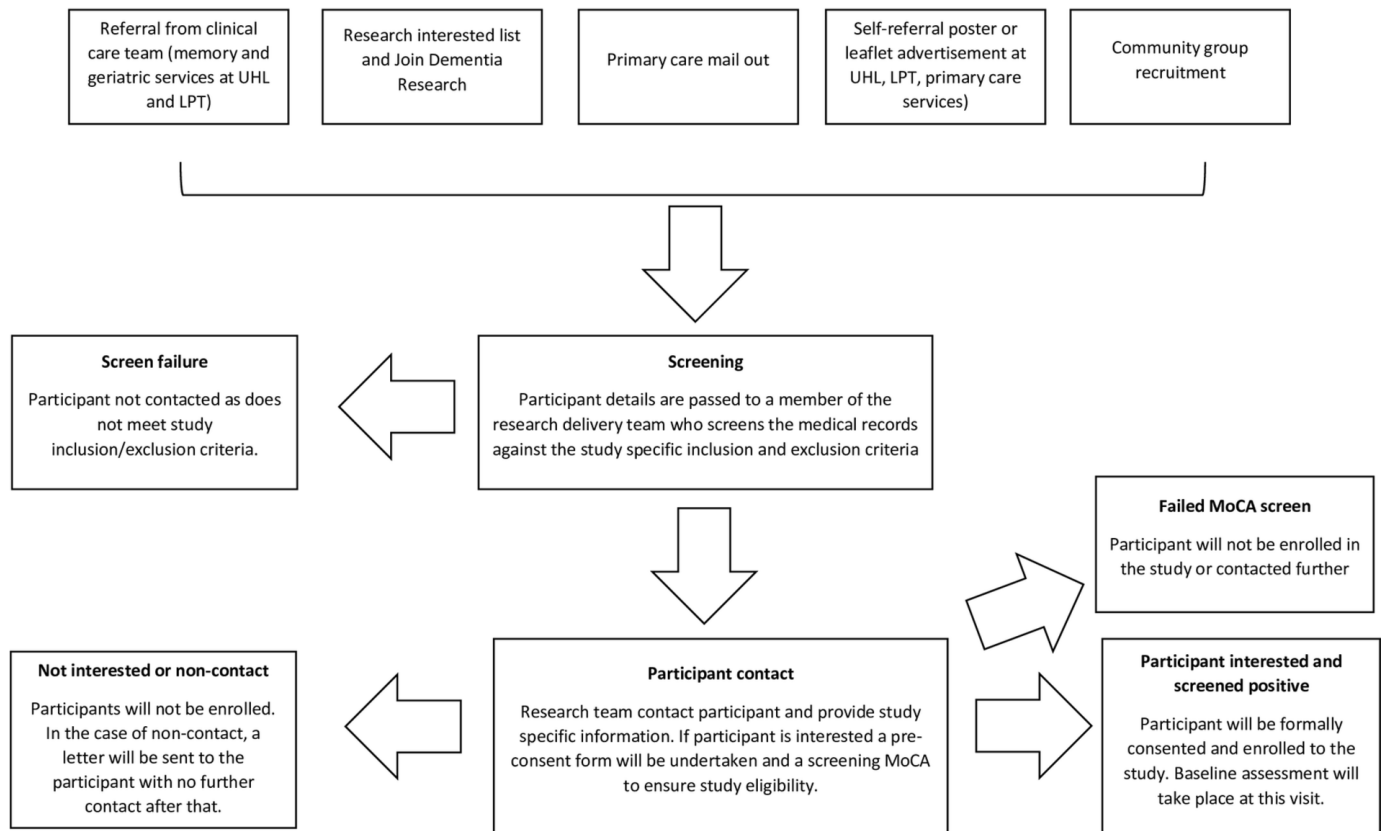 Referral from clinical
care team (memory and
geriatric services at UHL
and LPT)
Research interested list
and Join Dementia
Research
Primary care mail out
Self-referral poster or
leaflet advertisement at
UHL, LPT, primary care
services)
Community group
recruitment
Screen failure
Participant not contacted as does
not meet study
inclusion/exclusion criteria.
Screening
Participant details are passed to a member of the
research delivery team who screens the medical records
against the study specific inclusion and exclusion criteria
Failed MoCA screen
Participant will not be enrolled in
the study or contacted further
Not interested or non-contact
Participants will not be enrolled.
In the case of non-contact, a
letter will be sent to the
participant with no further
contact after that.
Participant contact
Research team contact participant and provide study
specific information. If participant is interested a pre-
consent form will be undertaken and a screening MoCA
to ensure study eligibility.
Participant interested and
screened positive
Participant will be formally
consented and enrolled to the
study. Baseline assessment will
take place at this visit.